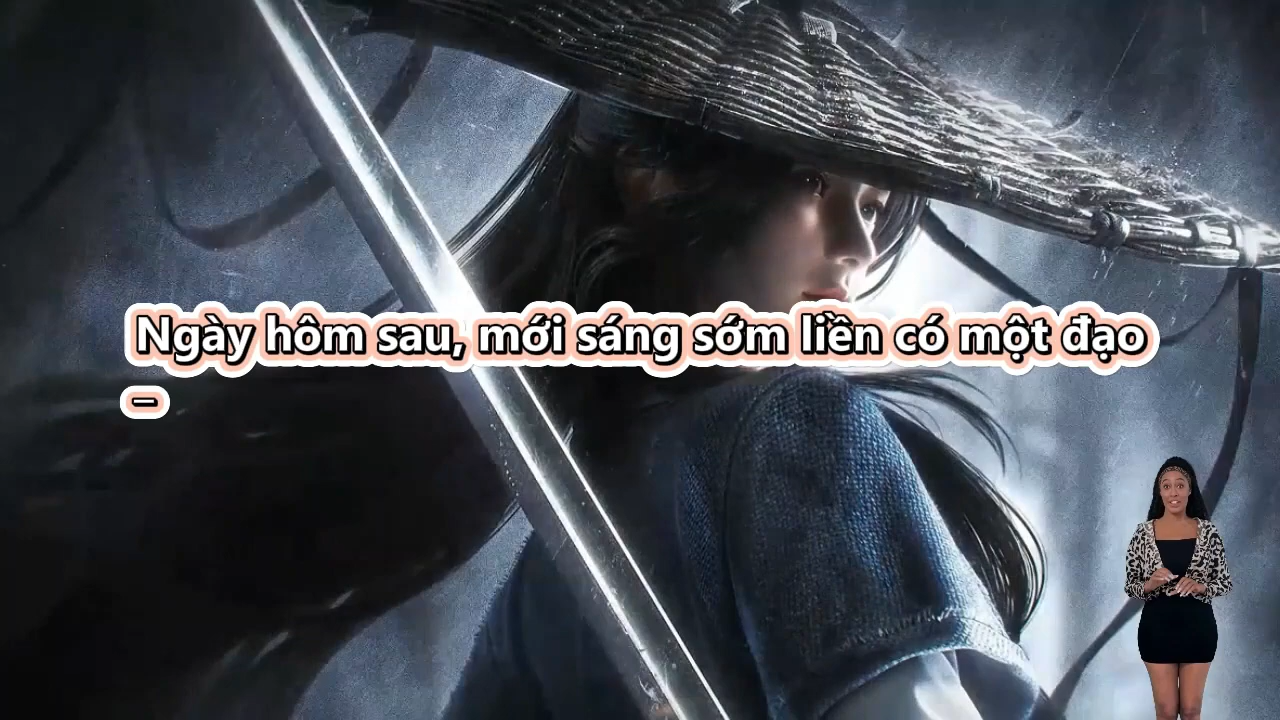 Ngày hôm sau, mới sáng sớm liền có một đạo
–